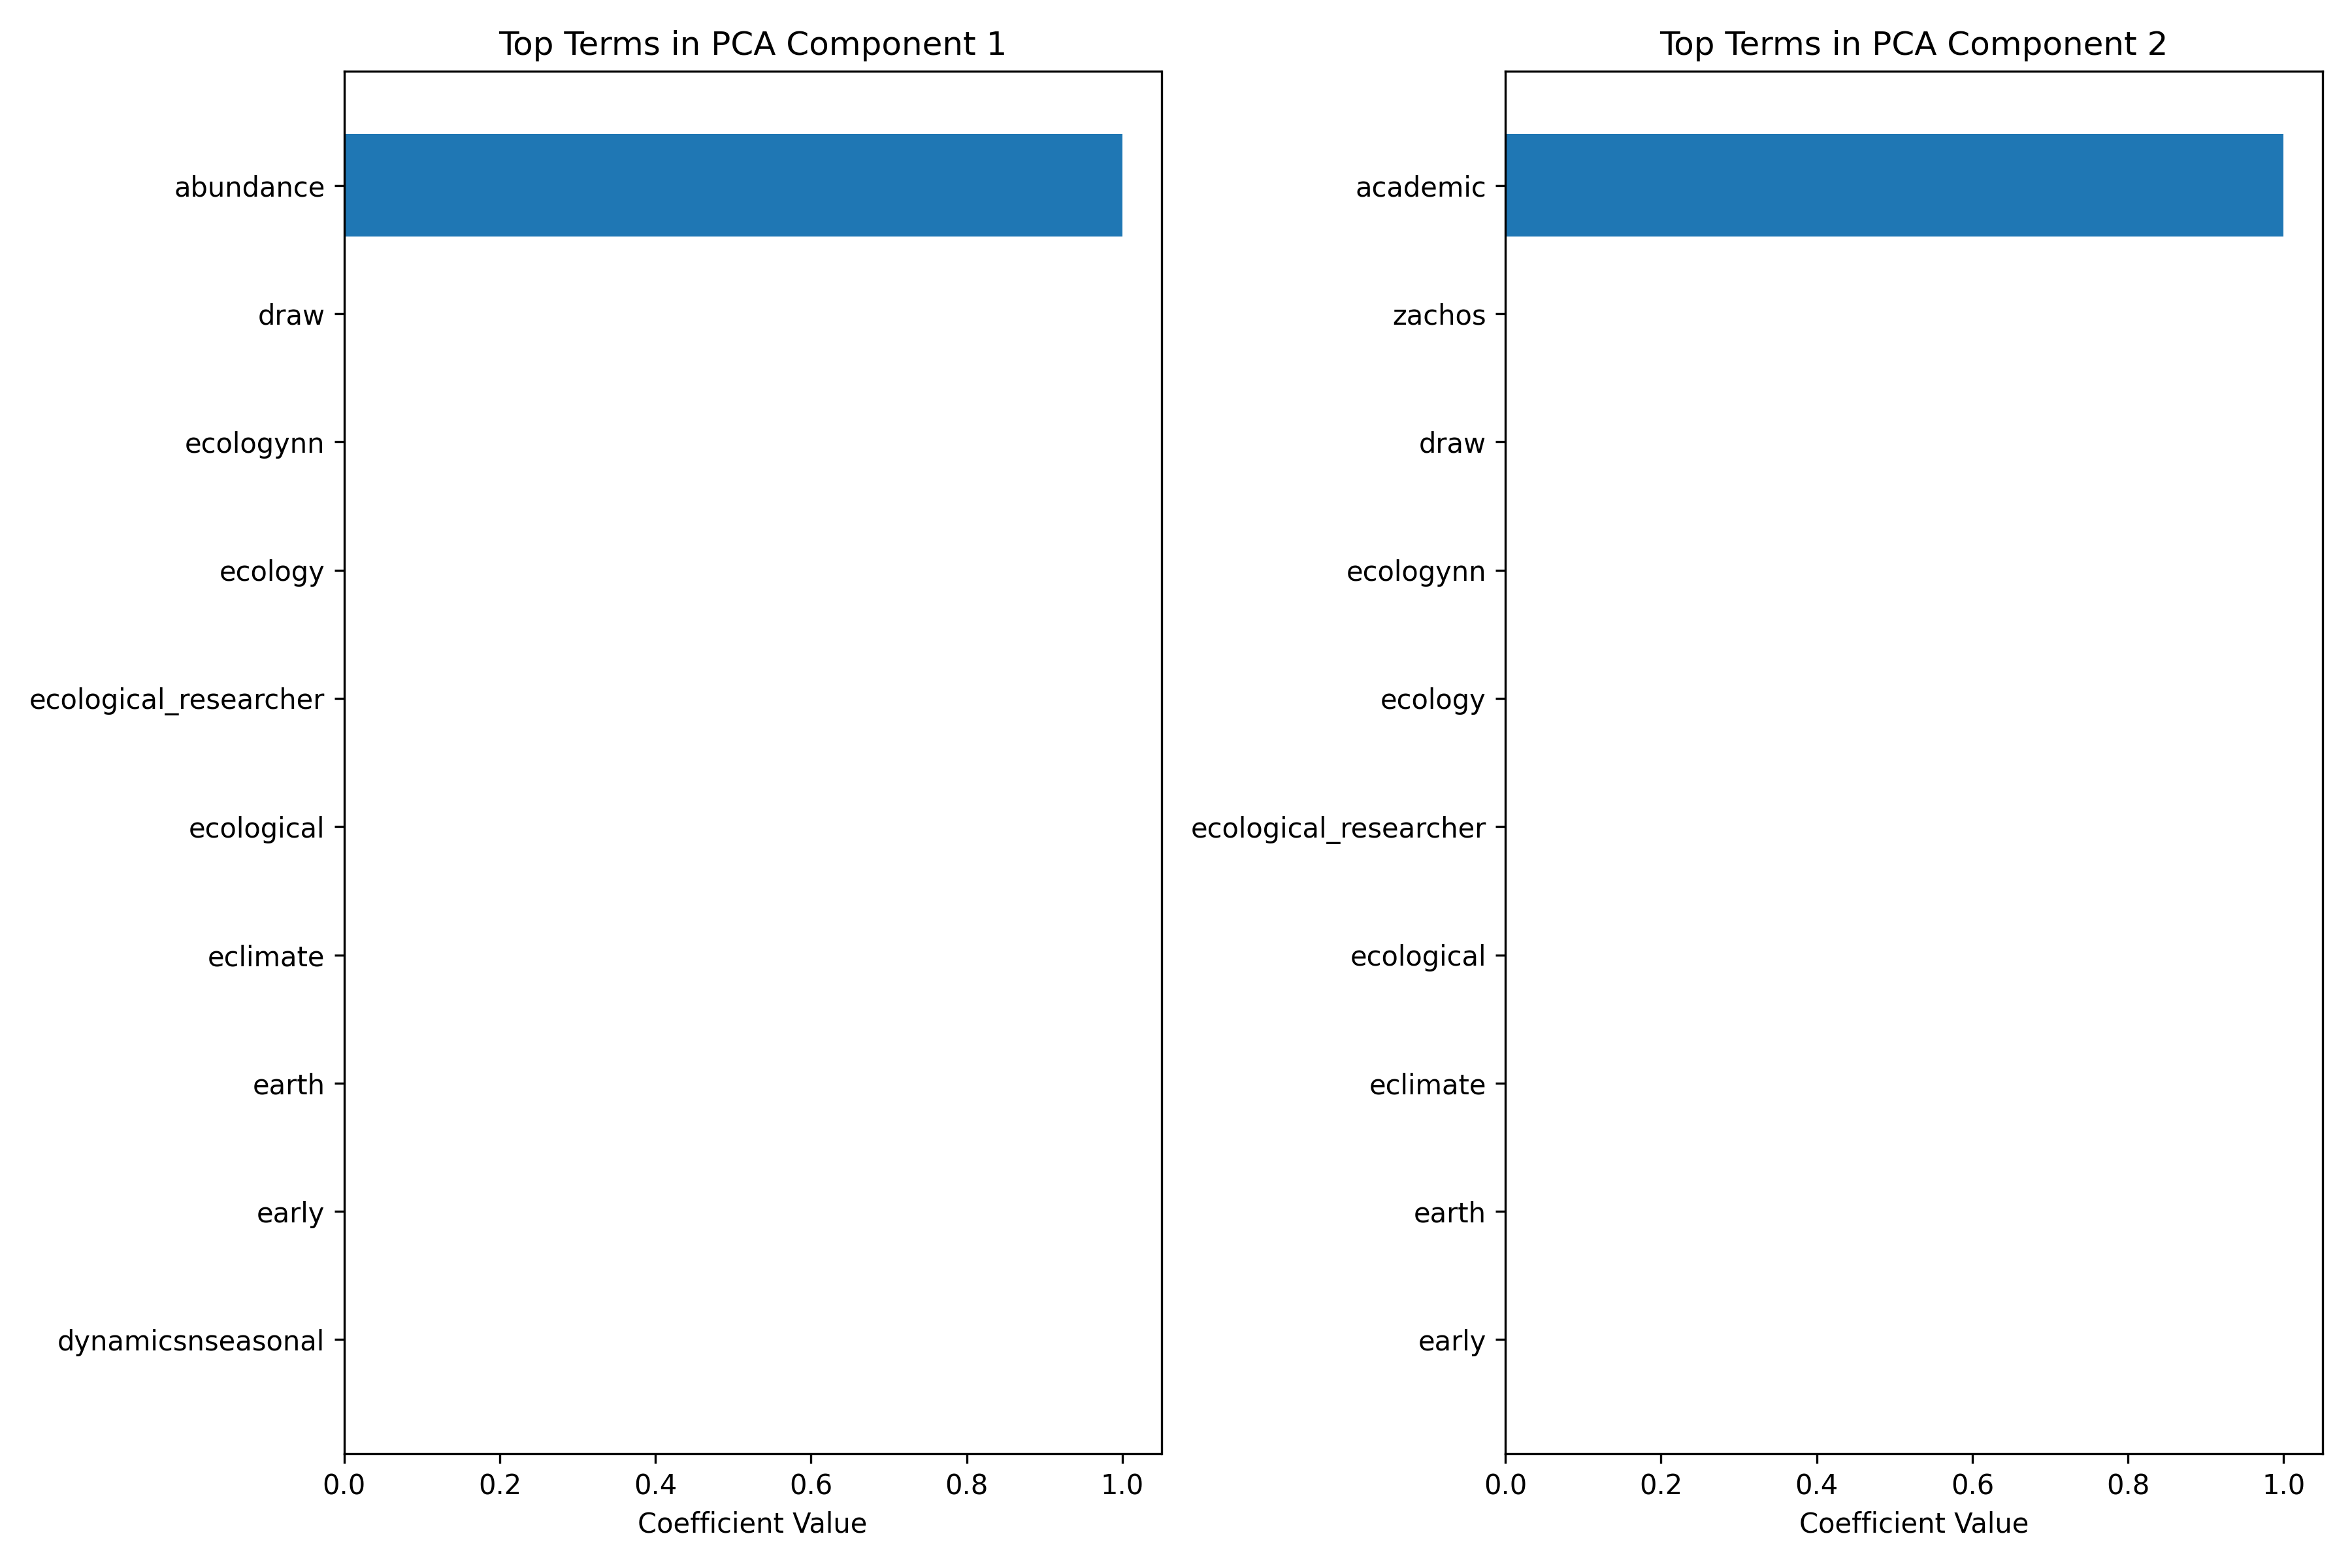 Top Terms in PCA Component 1
abundance
draw
ecologynn
ecology
ecological_researcher
ecological
eclimate
earth
early
dynamicsnseasonal
0.0 0.2 0.4 0.6 0.8 1.0
Coefficient Value
Top Terms in PCA Component 2
academic
zachos
draw
ecologynn
ecology
ecological_researcher
ecological
eclimate
earth
early
0.0 0.2 0.4 0.6 0.8 1.0
Coefficient Value